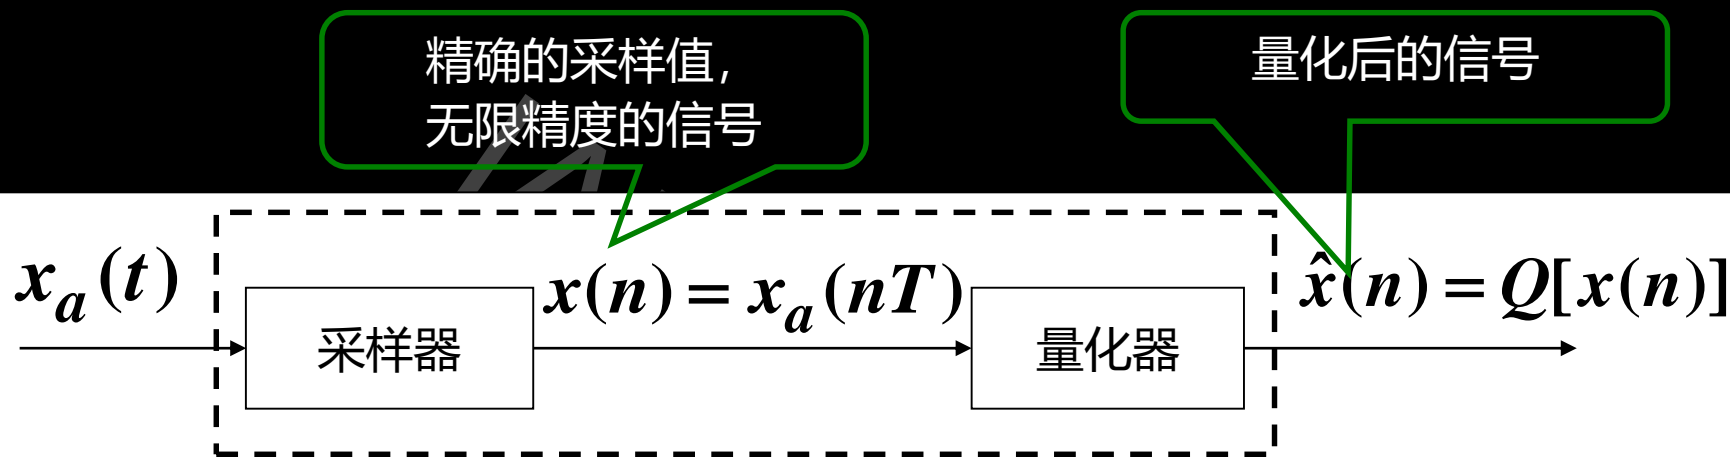 精确的采样值，
无限精度的信号
量化后的信号
x_a(t)
x(n) = x_a(nT)
x̂(n) = Q[x(n)]
采样器
量化器